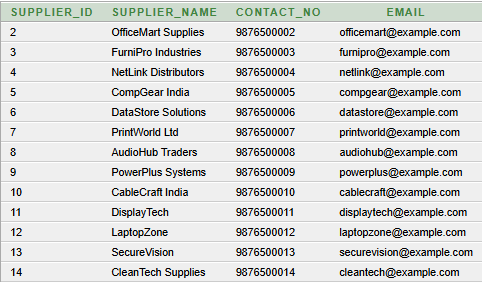 SUPPLIER_ID SUPPLIER_NAME CONTACT_NO EMAIL
2 OfficeMart Supplies 9876500002 officemart@example.com
3 FurniPro Industries 9876500003 furnipro@example.com
4 NetLink Distributors 9876500004 netlink@example.com
5 CompGear India 9876500005 compgear@example.com
6 DataStore Solutions 9876500006 datastore@example.com
7 PrintWorld Ltd 9876500007 printworld@example.com
8 AudioHub Traders 9876500008 audiohub@example.com
9 PowerPlus Systems 9876500009 powerplus@example.com
10 CableCraft India 9876500010 cablecraft@example.com
11 DisplayTech 9876500011 displaytech@example.com
12 LaptopZone 9876500012 laptopzone@example.com
13 SecureVision 9876500013 securevision@example.com
14 CleanTech Supplies 9876500014 cleantech@example.com